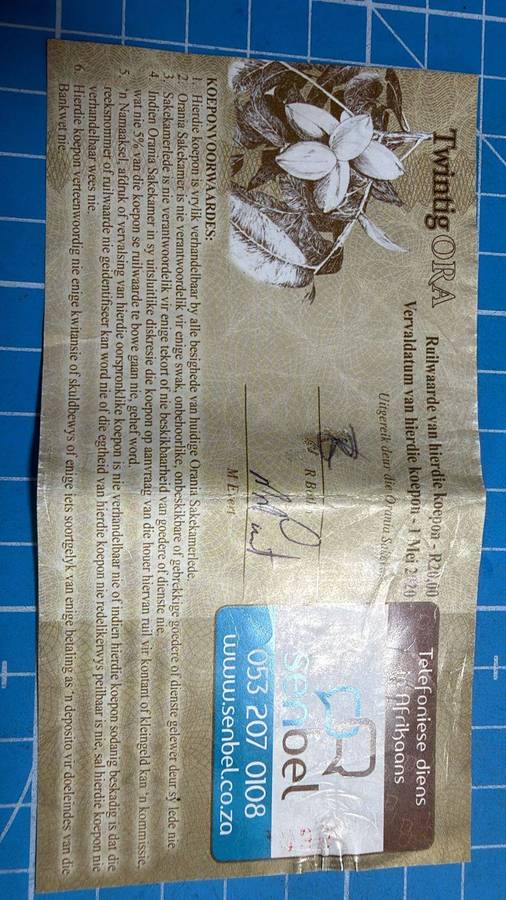 TwintigORA
Ruilwaarde van hierdie koepon - R20,00
Vervaldatum van hierdie koepon - 1 Mei 2020
Uitgereik deur die Orania
R
M Evert
Telefoniese diens
in Afrikaans
senbel
053 207 0108
www.senbel.co.za
KOEPONVOORWAARDES:
1. Hierdie koepon is vrylik verhandelbaar by alle besighede van huidige Orania Sakekamerlede.
2. Orania Sakekamer is nie verantwoordelik vir enige swak, onbehoorlike, onbeskikbare of gebrekkige goedere of dienste gelewer deur sy lede nie
3. Sakekamerlede is nie verantwoordelik vir enige tekort of nie beskikbaarheid van goedere of dienste nie.
4. Indien Orania Sakekamer in sy uitsluitlike diskresie die koepon op aanvraag van die houer hiervan ruil vir kontant of kleingeld kan 'n kommissie
wat nie 5% van die koepon se ruilwaarde te bowe gaan nie, gehef word.
5. 'n Namaaksel, afdruk of vervalsing van hierdie oorspronklike koepon is nie verhandelbaar nie of indien hierdie koepon sodanig beskadig is dat die
reeksnommer of ruilwaarde nie geïdentifiseer kan word nie of die egtheid van hierdie koepon nie redelikerwys peilbaar is nie, sal hierdie koepon nie
verhandelbaar wees nie.
6. Hierdie koepon verteenwoordig nie enige kwitansie of skuldbewys of enige iets soortgelyk van enige betaling as 'n deposito vir doeleindes van die
Bankwet nie.